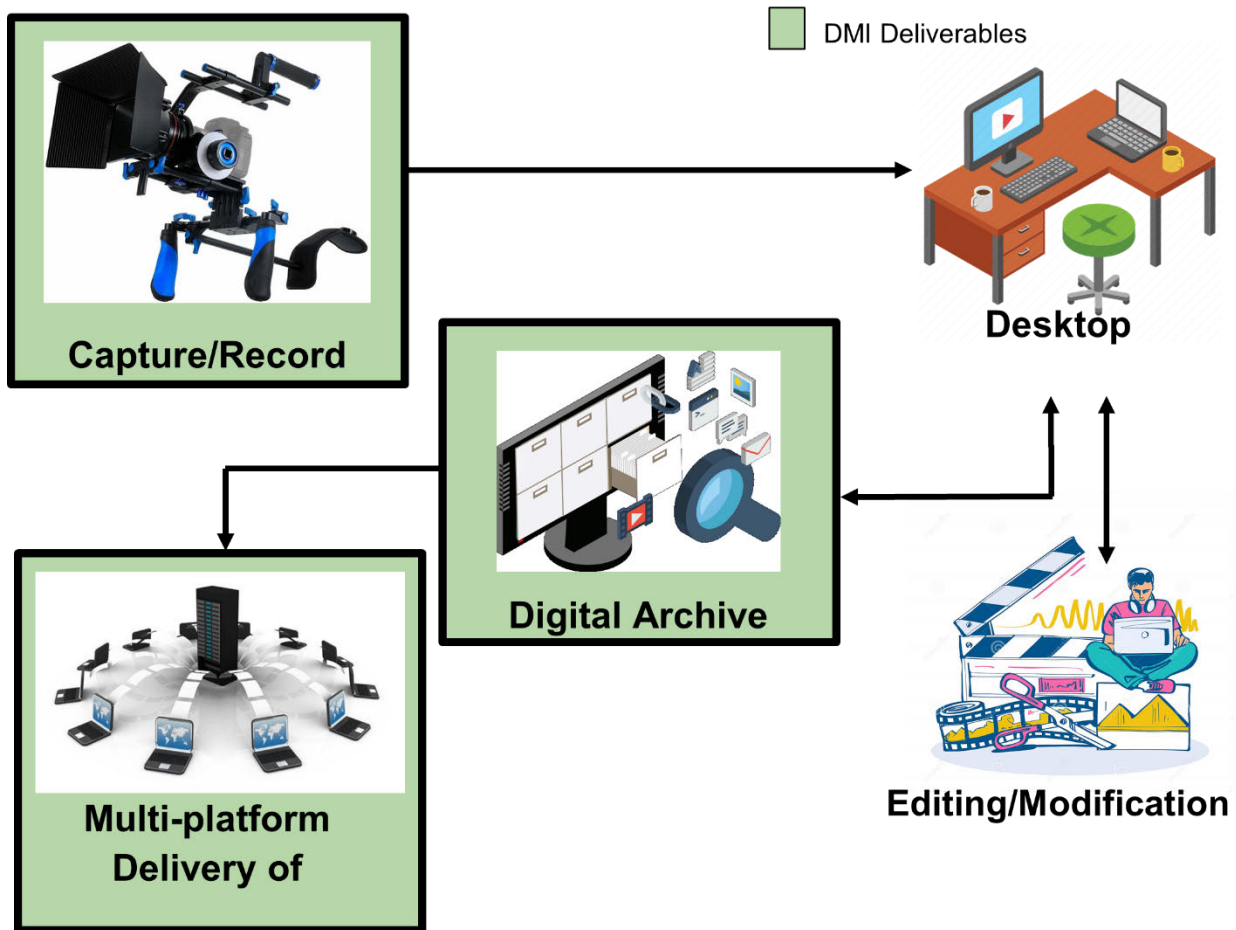 DMI Deliverables
Capture/Record
Desktop
Digital Archive
Multi-platform
Delivery of
Editing/Modification